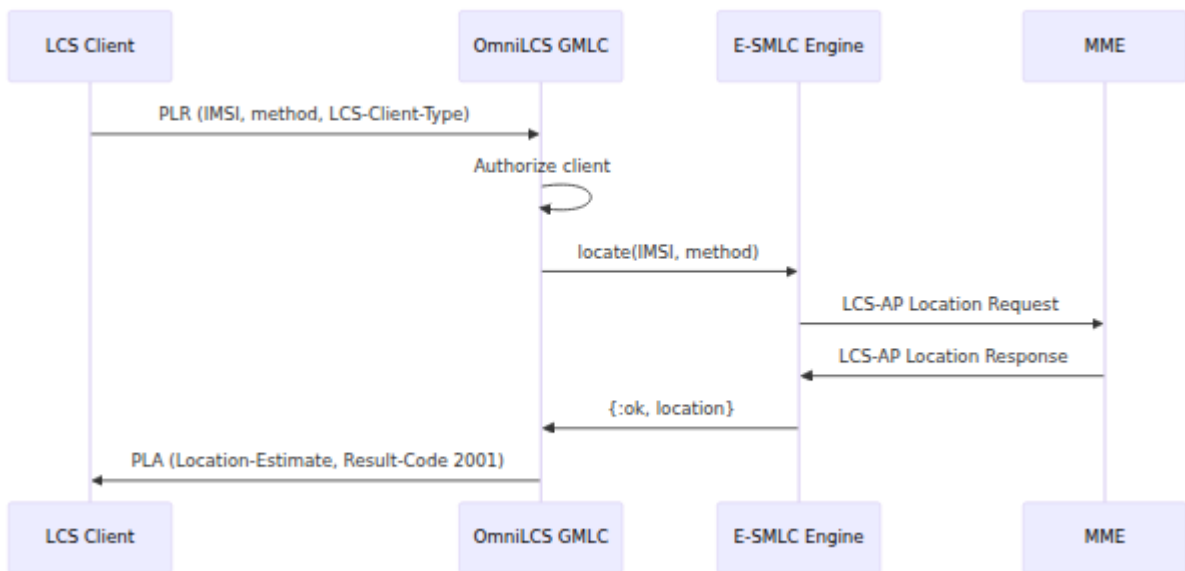 LCS Client
OmniLCS GMLC
E-SMLC Engine
MME
PLR (IMSI, method, LCS-Client-Type)
Authorize client
locate(IMSI, method)
LCS-AP Location Request
LCS-AP Location Response
{:ok, location}
PLA (Location-Estimate, Result-Code 2001)
LCS Client
OmniLCS GMLC
E-SMLC Engine
MME